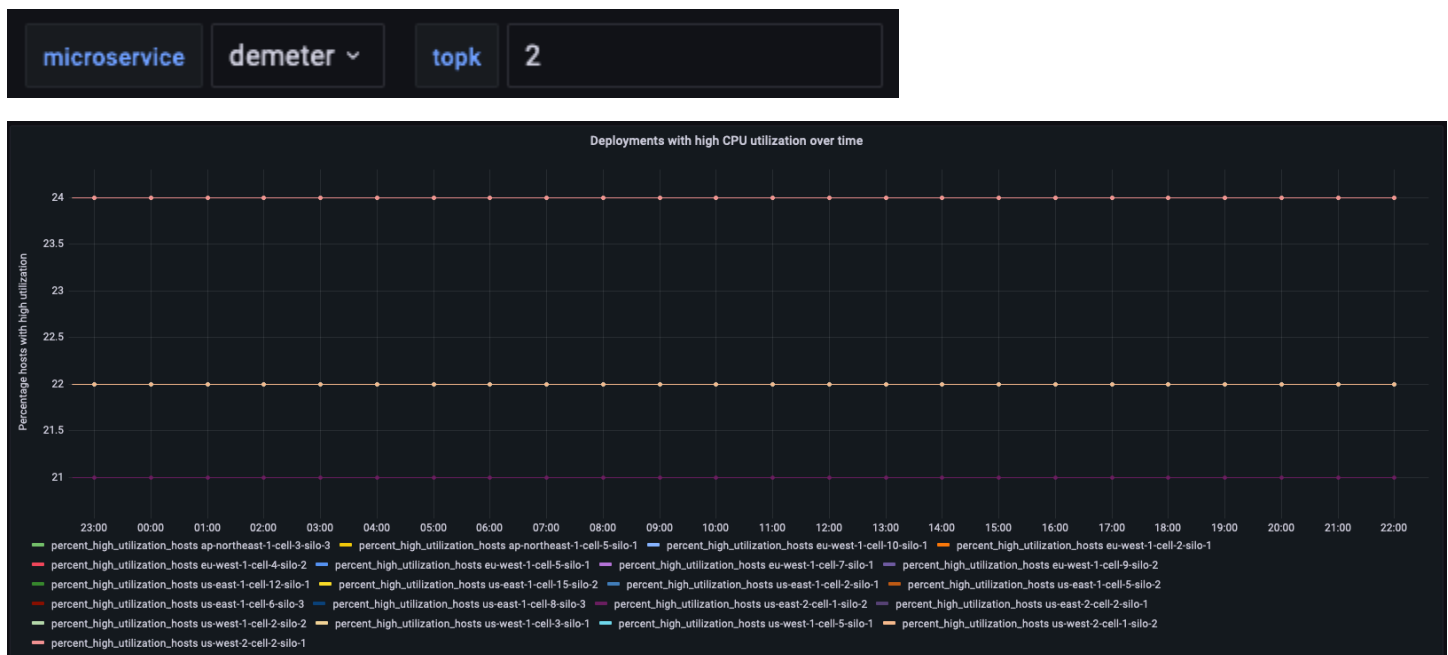 microservice demeter topk 2
Deployments with high CPU utilization over time
Percentage hosts with high utilization
24
23.5
23
22.5
22
21.5
21
23:00 00:00 01:00 02:00 03:00 04:00 05:00 06:00 07:00 08:00 09:00 10:00 11:00 12:00 13:00 14:00 15:00 16:00 17:00 18:00 19:00 20:00 21:00 22:00
percent_high_utilization_hosts ap-northeast-1-cell-3-silo-3 percent_high_utilization_hosts ap-northeast-1-cell-5-silo-1 percent_high_utilization_hosts eu-west-1-cell-10-silo-1 percent_high_utilization_hosts eu-west-1-cell-2-silo-1
percent_high_utilization_hosts eu-west-1-cell-4-silo-2 percent_high_utilization_hosts eu-west-1-cell-5-silo-1 percent_high_utilization_hosts eu-west-1-cell-7-silo-1 percent_high_utilization_hosts eu-west-1-cell-9-silo-2
percent_high_utilization_hosts us-east-1-cell-12-silo-1 percent_high_utilization_hosts us-east-1-cell-15-silo-2 percent_high_utilization_hosts us-east-1-cell-2-silo-1 percent_high_utilization_hosts us-east-1-cell-5-silo-2
percent_high_utilization_hosts us-east-1-cell-6-silo-3 percent_high_utilization_hosts us-east-1-cell-8-silo-3 percent_high_utilization_hosts us-east-2-cell-1-silo-2 percent_high_utilization_hosts us-east-2-cell-2-silo-1
percent_high_utilization_hosts us-west-1-cell-2-silo-2 percent_high_utilization_hosts us-west-1-cell-3-silo-1 percent_high_utilization_hosts us-west-1-cell-5-silo-1 percent_high_utilization_hosts us-west-2-cell-1-silo-2
percent_high_utilization_hosts us-west-2-cell-2-silo-1